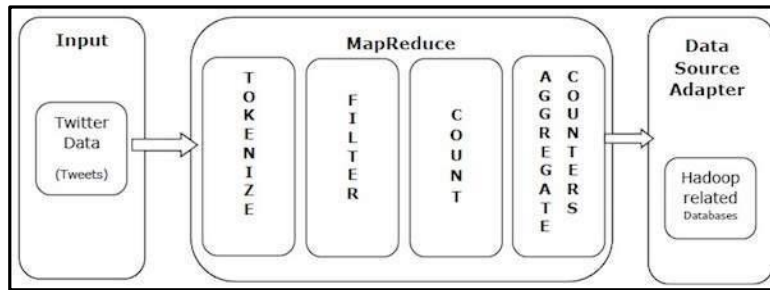 Input
Twitter
Data
(Tweets)
MapReduce
TOKENIZE
FILTER
COUNT
AGGREGATE
COUNTERS
Data
Source
Adapter
Hadoop
related
Databases